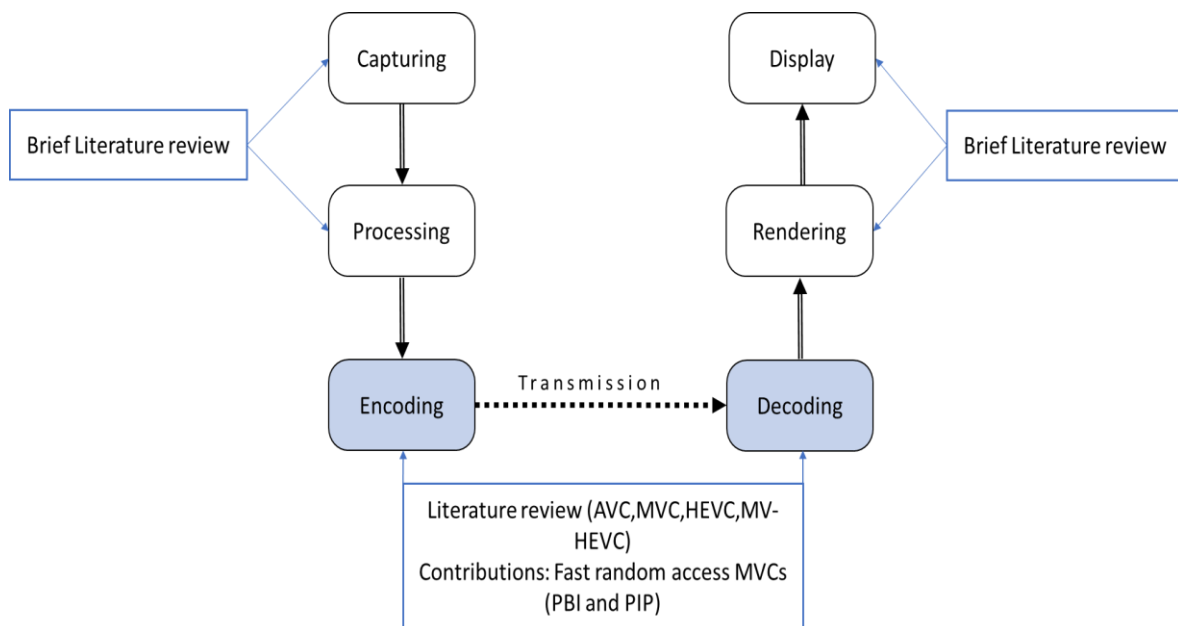 Capturing
Display
Brief Literature review
Brief Literature review
Processing
Rendering
Transmission
Encoding
Decoding
Literature review (AVC,MVC,HEVC,MV-
HEVC)
Contributions: Fast random access MVCs
(PBI and PIP)